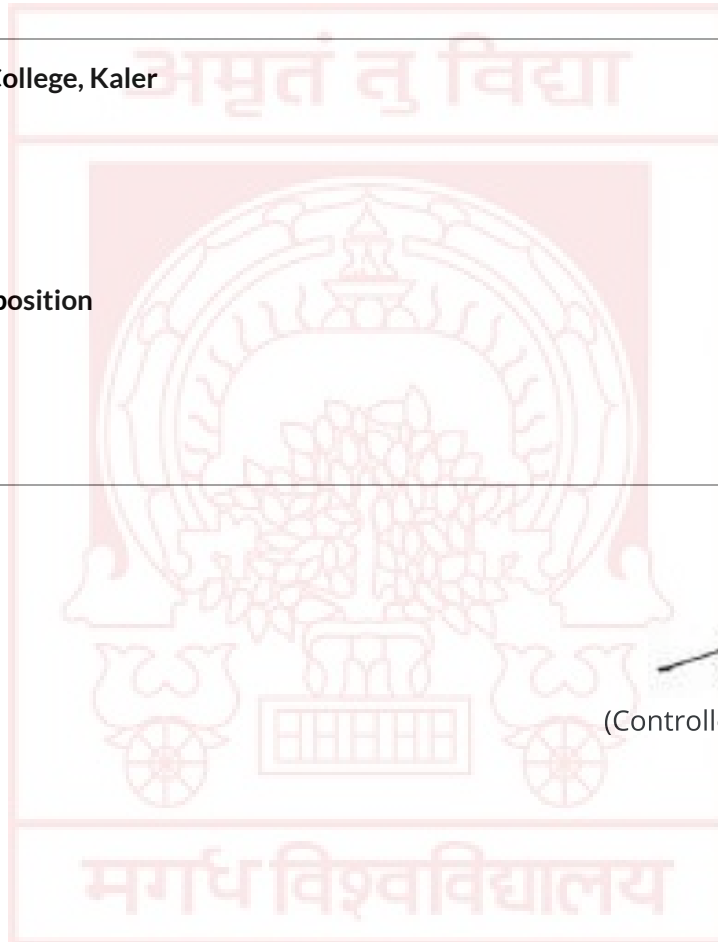 अमृतं तु विद्या
College, Kaler
position
(Controll
मगध विश्वविद्यालय